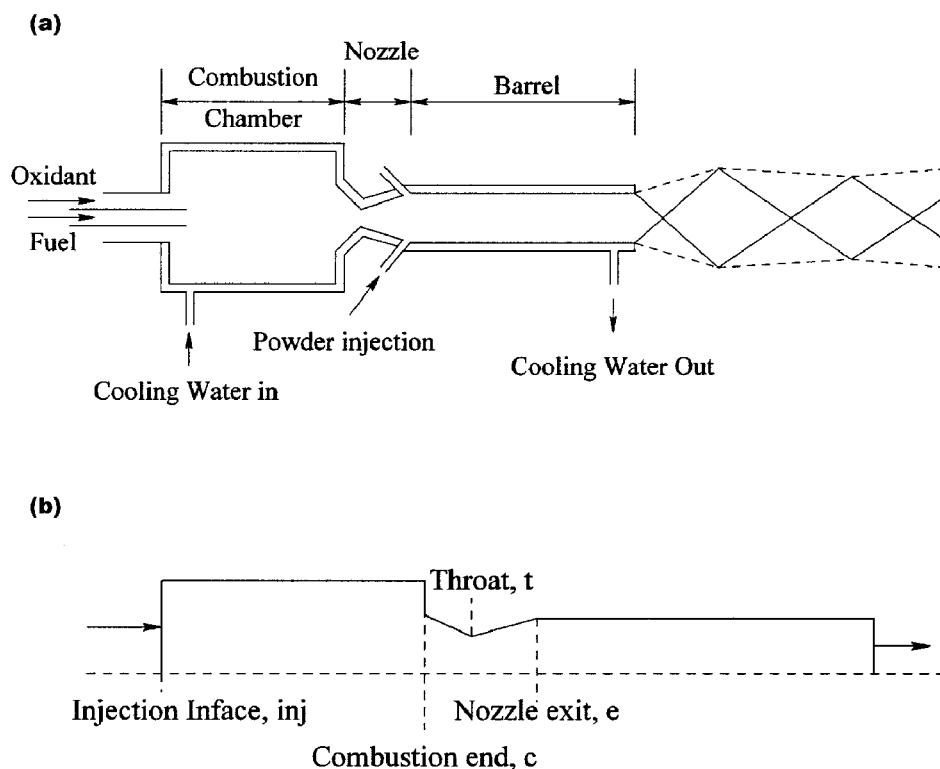 (a)
Nozzle
Combustion
Barrel
Chamber
Oxidant
Fuel
Powder injection
Cooling Water Out
Cooling Water in
(b)
Throat, t
Injection Inface, inj
Nozzle exit, e
Combustion end, c